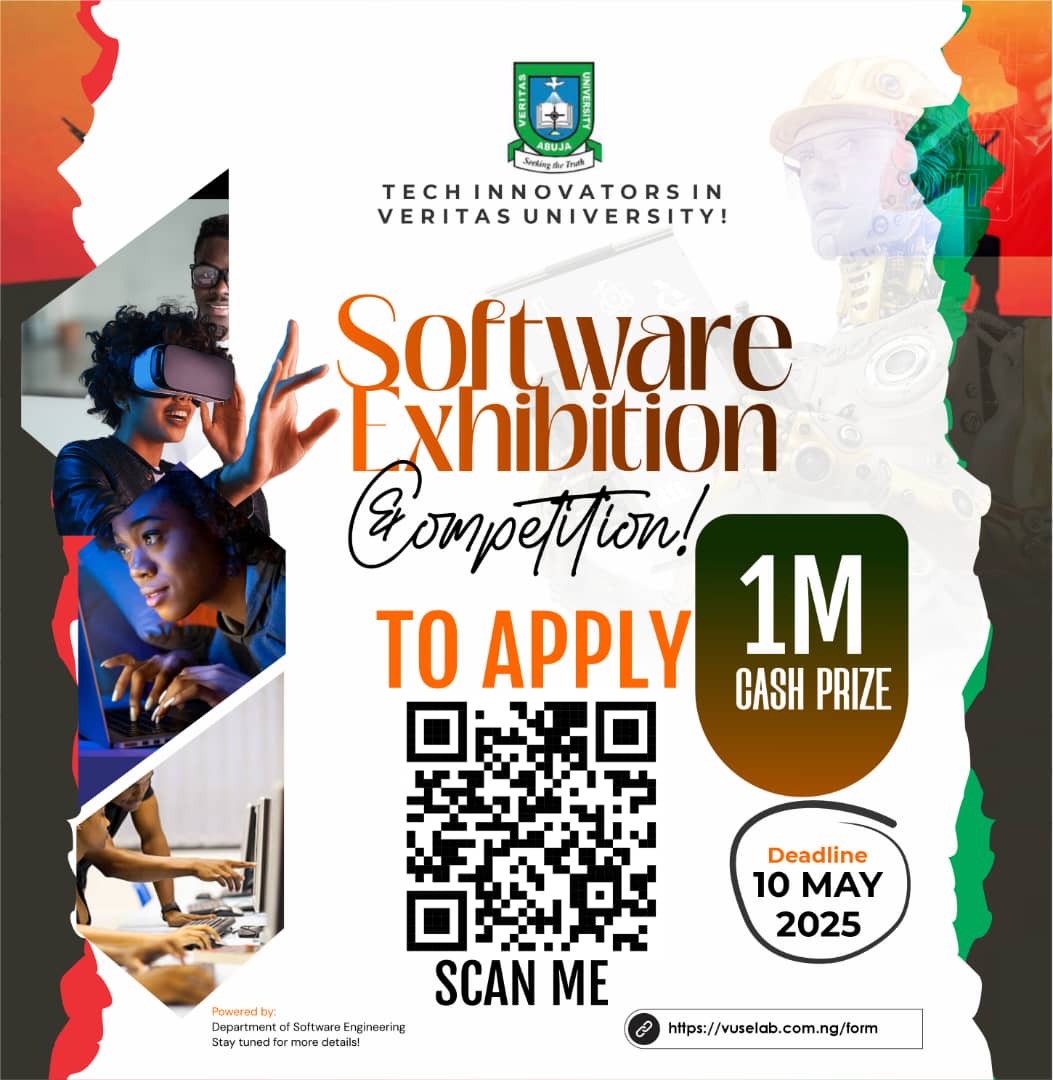 VERITAS UNIVERSITY
ABUJA
Seeking the Truth
TECH INNOVATORS IN
VERITAS UNIVERSITY!
Software
Exhibition
& Competition!
TO APPLY
1M
CASH PRIZE
Deadline
10 MAY
2025
SCAN ME
Powered by:
Department of Software Engineering
Stay tuned for more details!
https://vuselab.com.ng/form